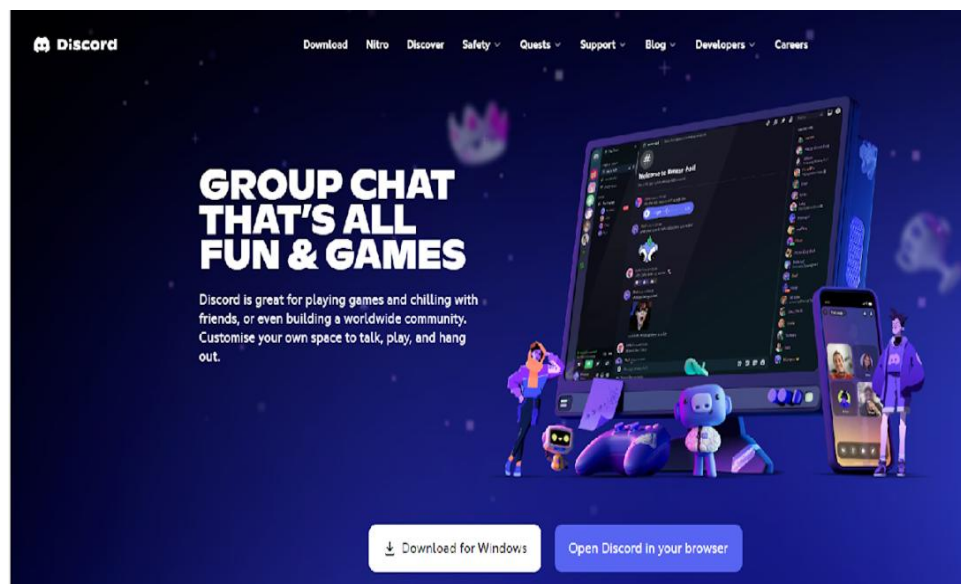 Discord
Download Nitro Discover Safety Quests Support Blog Developers Careers
GROUP CHAT
THAT'S ALL
FUN & GAMES
Discord is great for playing games and chilling with
friends, or even building a worldwide community.
Customise your own space to talk, play, and hang
out.
Download for Windows
Open Discord in your browser